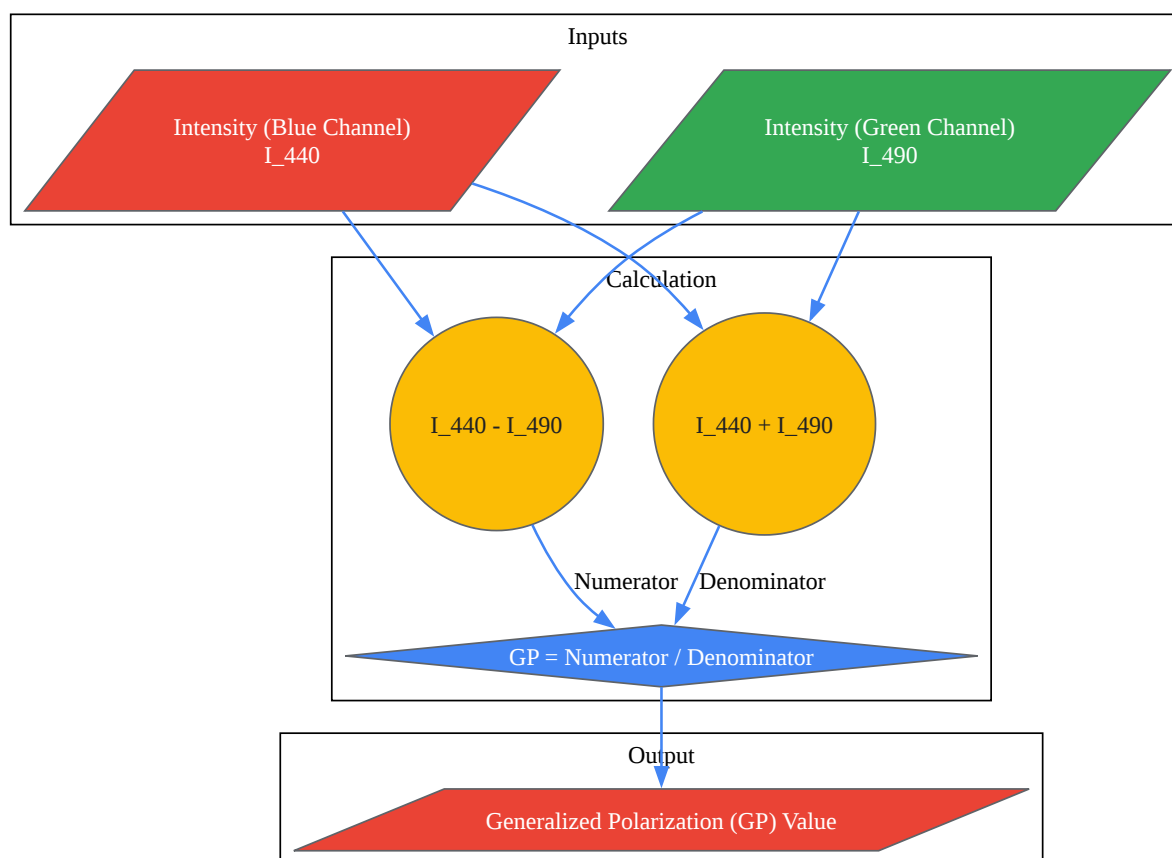 Inputs
Intensity (Blue Channel)
I_440
Intensity (Green Channel)
I_490
Calculation
I_440 - I_490
I_440 + I_490
Numerator
Denominator
GP = Numerator / Denominator
Output
Generalized Polarization (GP) Value